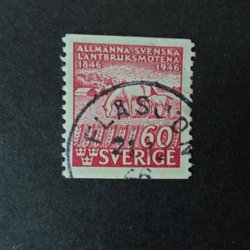 ALLMÄNNA SVENSKA
LANTBRUKSMÖTENA
1846 1946
60
SVERIGE